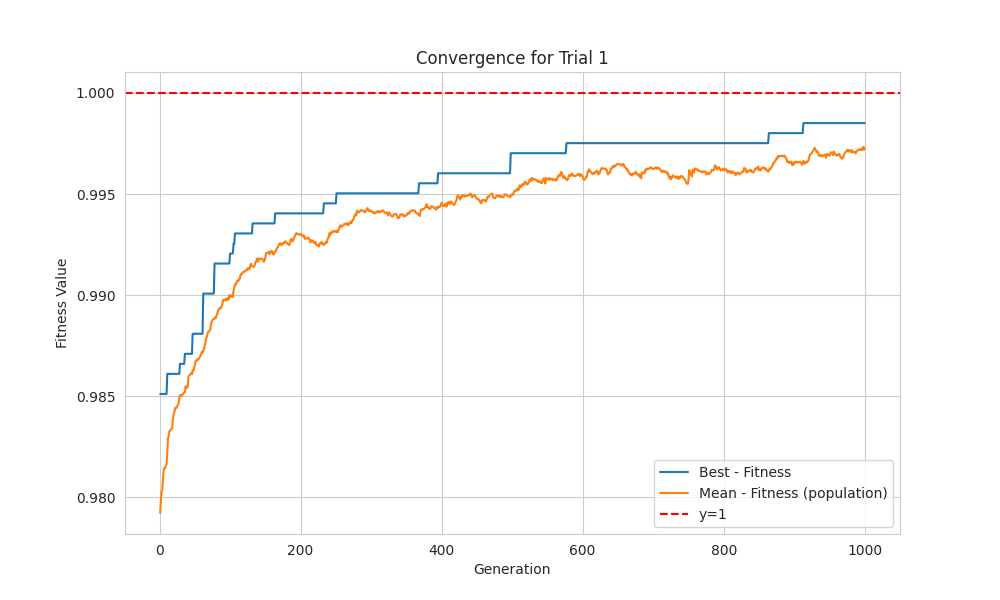 Convergence for Trial 1
Fitness Value
1.000
0.995
0.990
0.985
0.980
0
200
400
600
800
1000
Generation
Best - Fitness
Mean - Fitness (population)
y=1